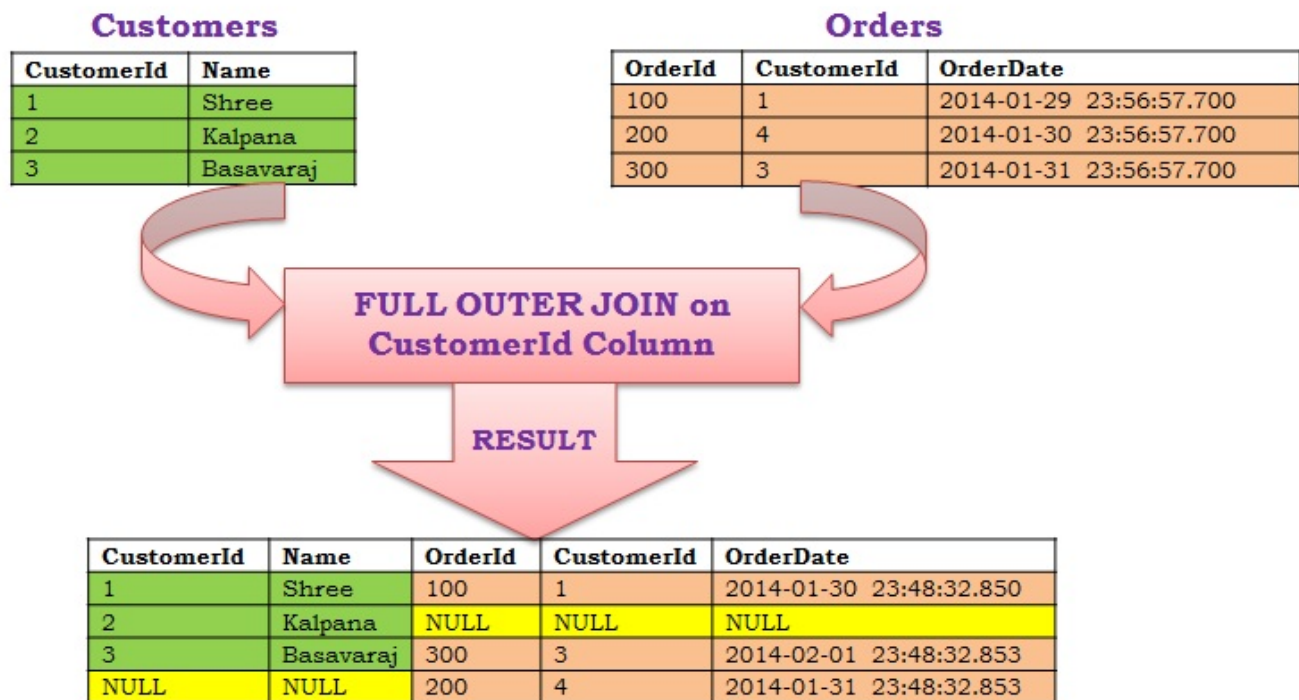 Customers
CustomerId Name
1 Shree
2 Kalpana
3 Basavaraj
Orders
OrderId CustomerId OrderDate
100 1 2014-01-29 23:56:57.700
200 4 2014-01-30 23:56:57.700
300 3 2014-01-31 23:56:57.700
FULL OUTER JOIN on
CustomerId Column
RESULT
CustomerId Name OrderId CustomerId OrderDate
1 Shree 100 1 2014-01-30 23:48:32.850
2 Kalpana NULL NULL NULL
3 Basavaraj 300 3 2014-02-01 23:48:32.853
NULL NULL 200 4 2014-01-31 23:48:32.853